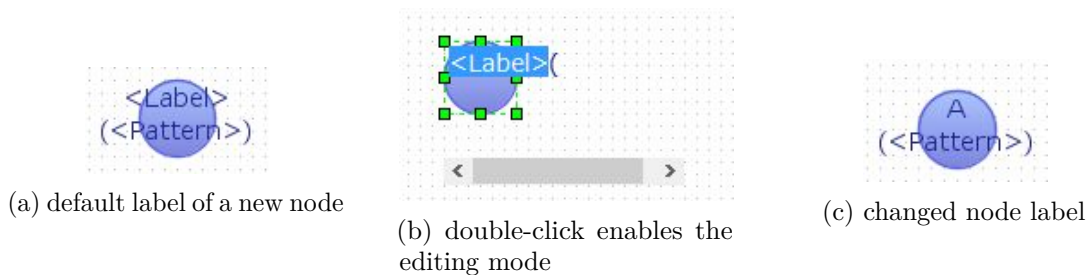 <Label>
(<Pattern>)
(a) default label of a new node
<Label>(
(b) double-click enables the
editing mode
A
(<Pattern>)
(c) changed node label